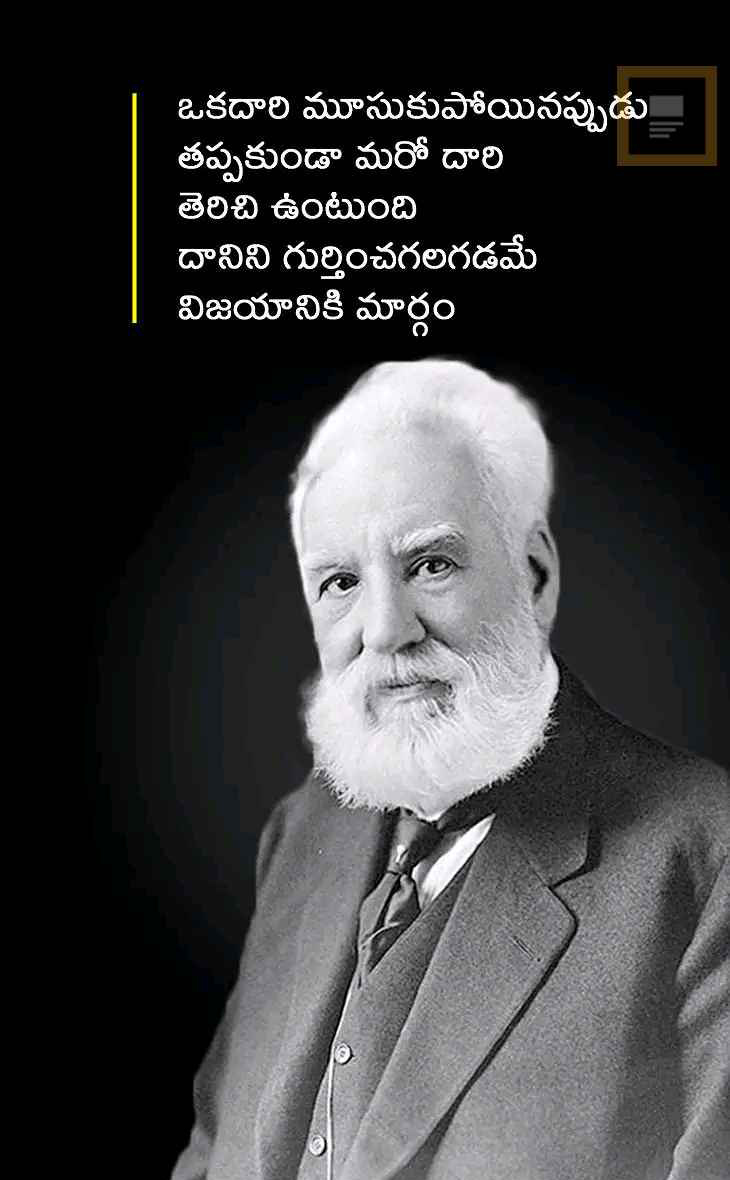 ఒకదారి మూసుకుపోయినప్పుడు
తప్పకుండా మరో దారి
తెరిచి ఉంటుంది
దానిని గుర్తించగలగడమే
విజయానికి మార్గం